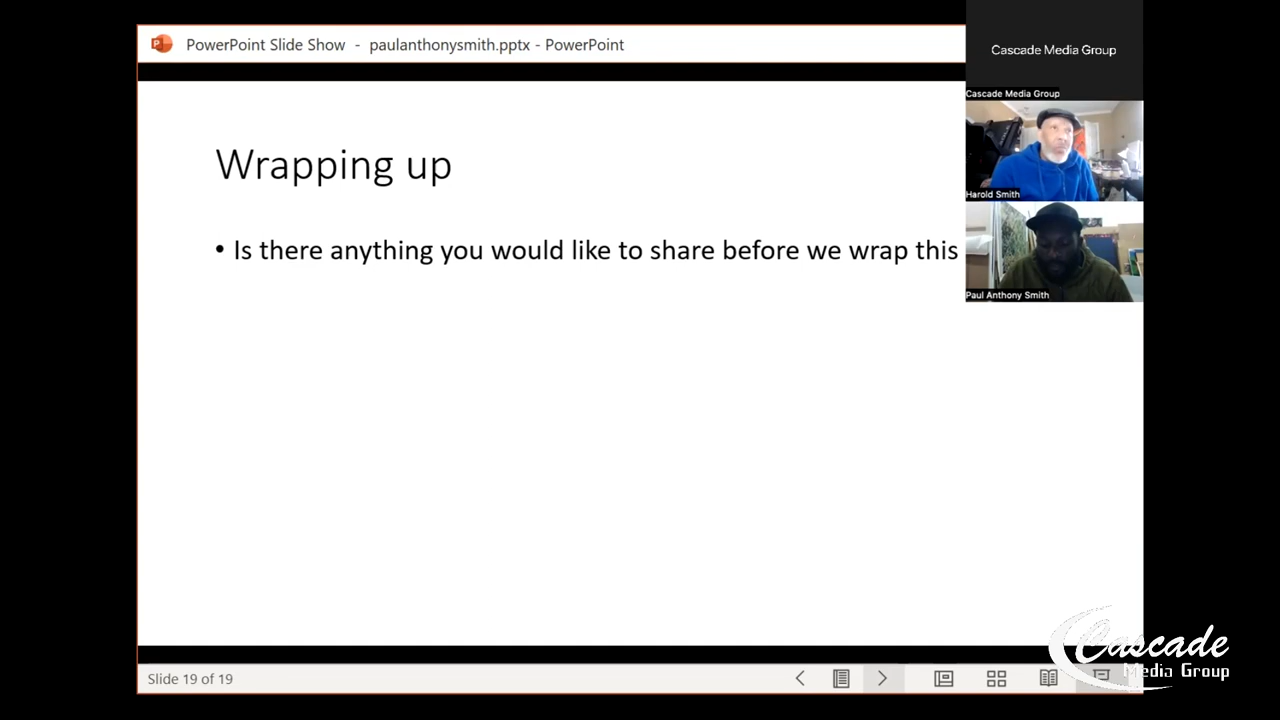 PowerPoint Slide Show - paulanthonysmith.pptx - PowerPoint
Cascade Media Group
Cascade Media Group
Harold Smith
Paul Anthony Smith
Wrapping up
• Is there anything you would like to share before we wrap this
Slide 19 of 19
Cascade
Media Group